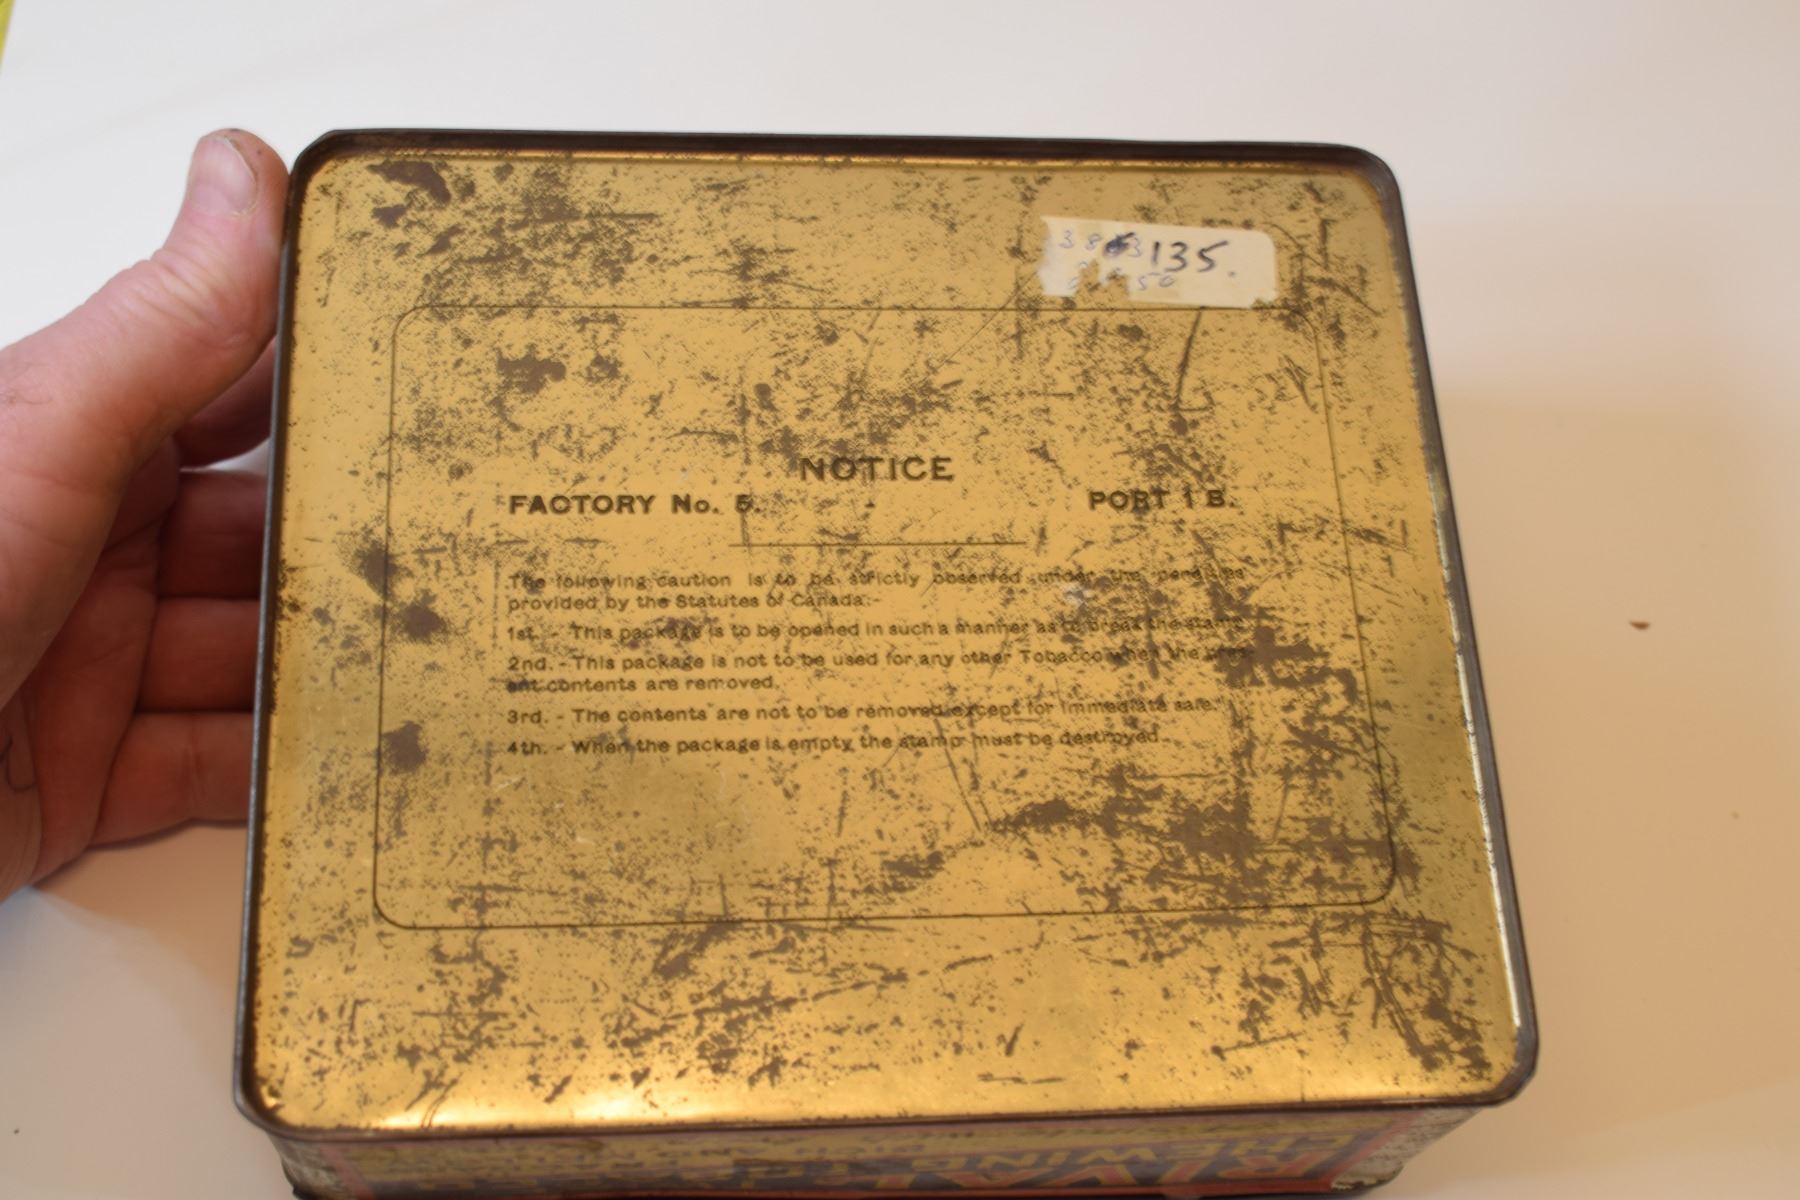 135.
NOTICE
FACTORY No. 5. PORT 1 B.
The following caution is to be strictly observed under the penalties
provided by the Statutes of Canada:-
1st. - This package is to be opened in such a manner as to break the stamp.
2nd. - This package is not to be used for any other Tobacco when the pres-
ent contents are removed.
3rd. - The contents are not to be removed except for immediate sale.
4th. - When the package is empty, the stamp must be destroyed.
CHEWING